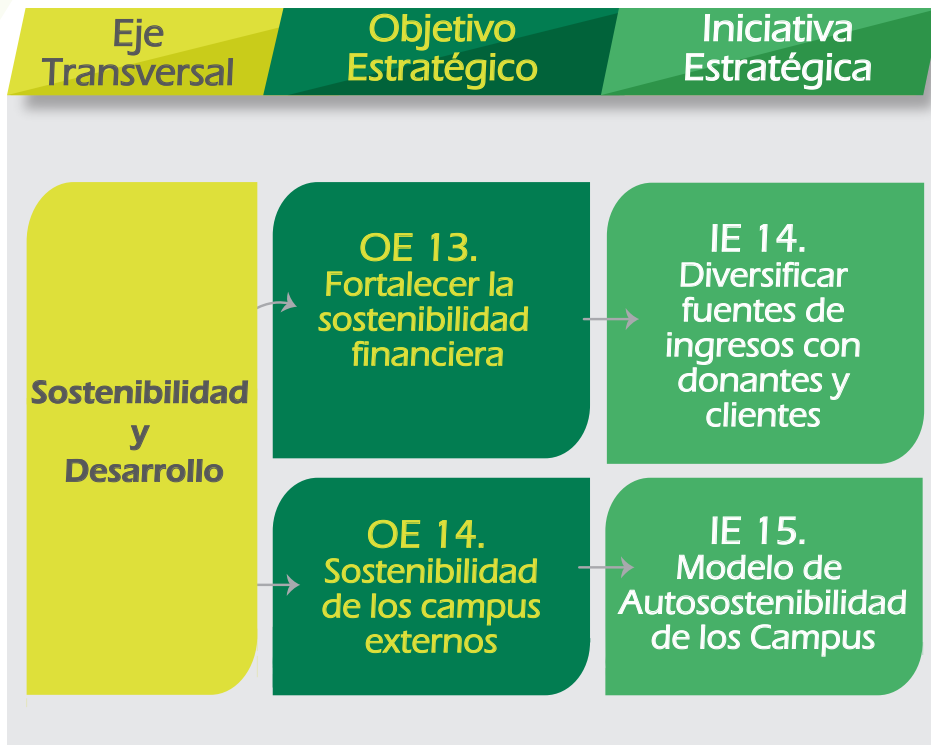 Eje
Transversal
Objetivo
Estratégico
Iniciativa
Estratégica
Sostenibilidad
y
Desarrollo
OE 13.
Fortalecer la
sostenibilidad
financiera
IE 14.
Diversificar
fuentes de
ingresos con
donantes y
clientes
OE 14.
Sostenibilidad
de los campus
externos
IE 15.
Modelo de
Autosostenibilidad
de los Campus